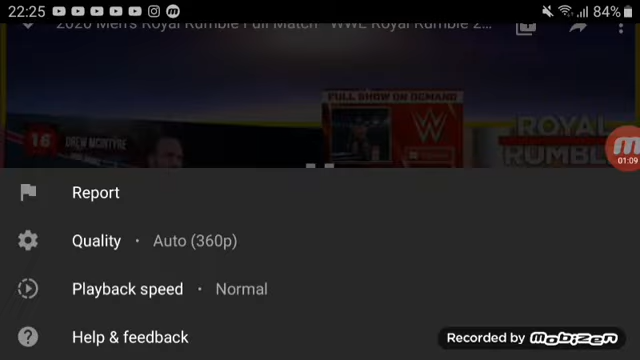 22:25 84%
2020 Men's Royal Rumble Full Match - WWE Royal Rumble 2...
FULL SHOW ON DEMAND
16 DREW MCINTYRE
ROYAL
RUMBLE
01:09
Report
Quality · Auto (360p)
Playback speed · Normal
Help & feedback
Recorded by mobizen